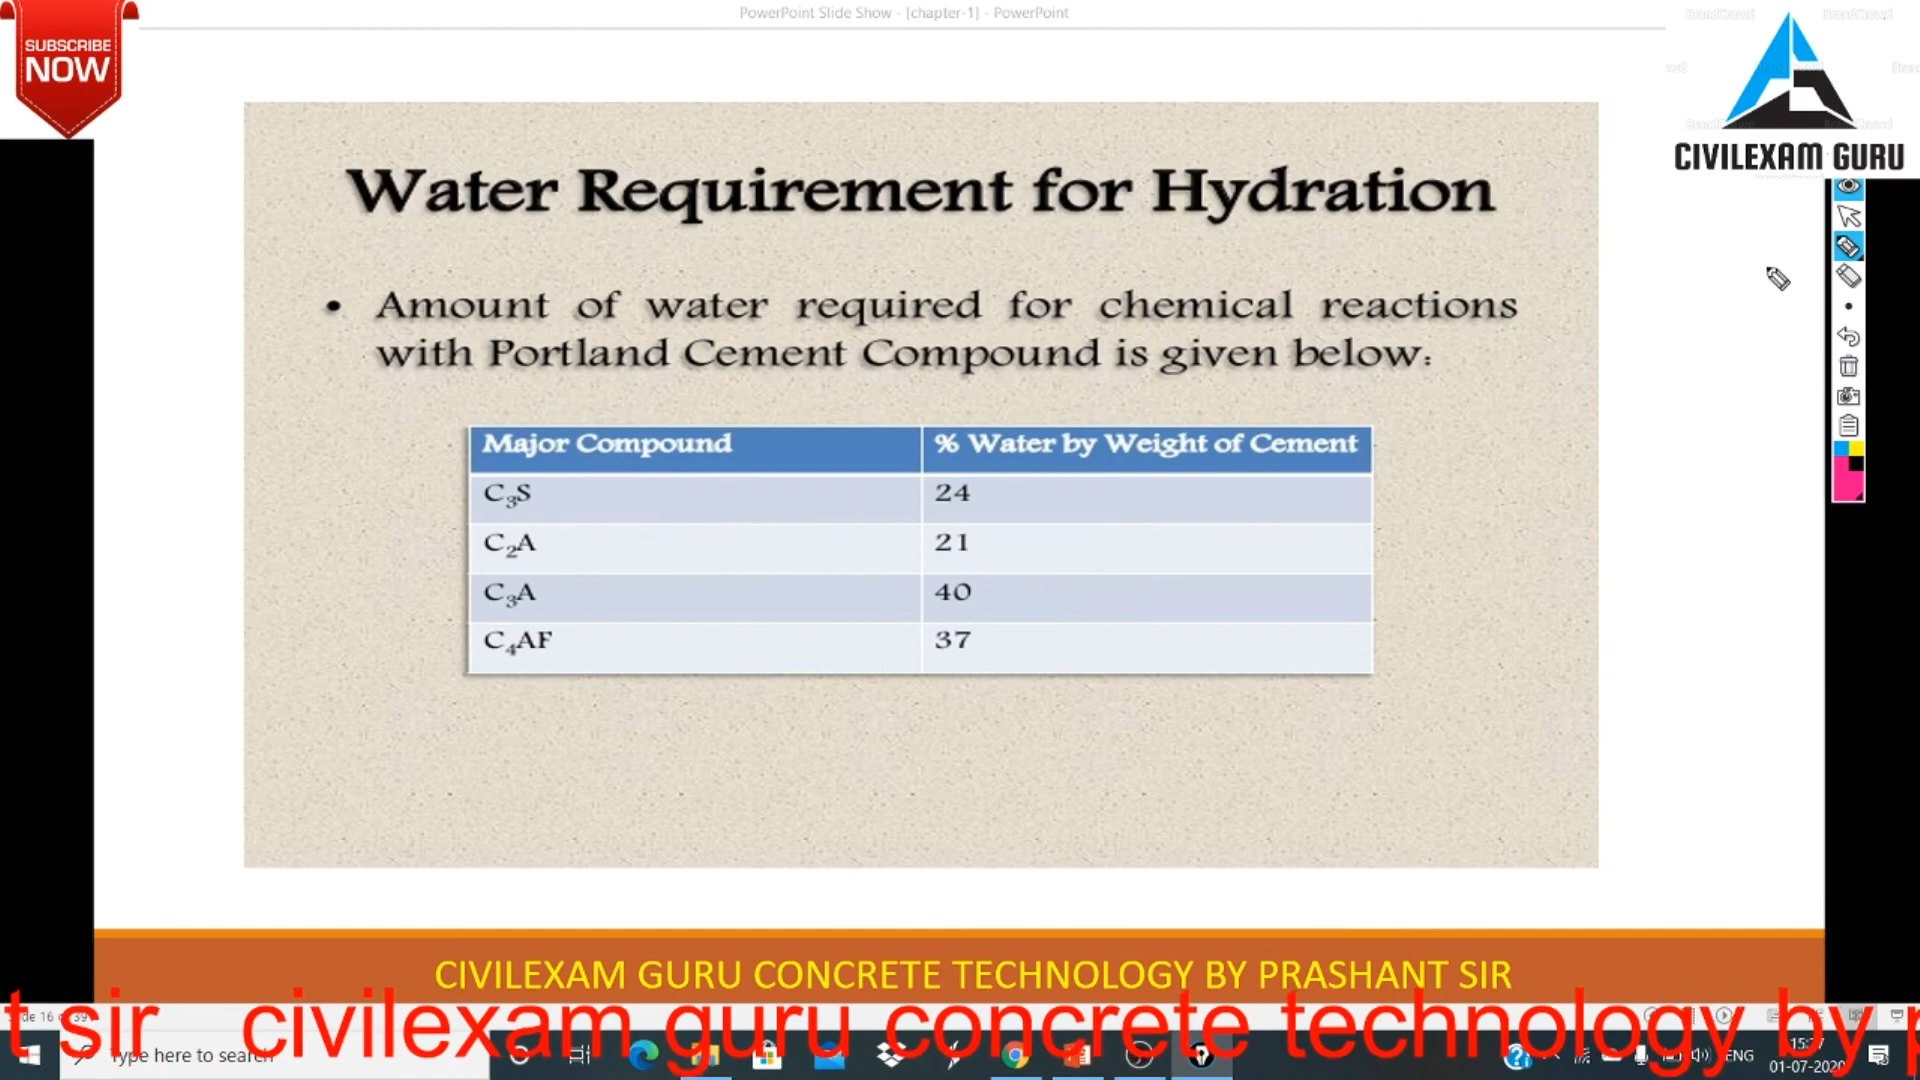 PowerPoint Slide Show - [chapter-1] - PowerPoint
SUBSCRIBE
NOW
CIVILEXAM GURU
Water Requirement for Hydration
• Amount of water required for chemical reactions
with Portland Cement Compound is given below:
Major Compound % Water by Weight of Cement
C₃S 24
C₂A 21
C₃A 40
C₄AF 37
CIVILEXAM GURU CONCRETE TECHNOLOGY BY PRASHANT SIR
t sir civilexam guru concrete technology by p
Type here to search
ENG
01-07-2020